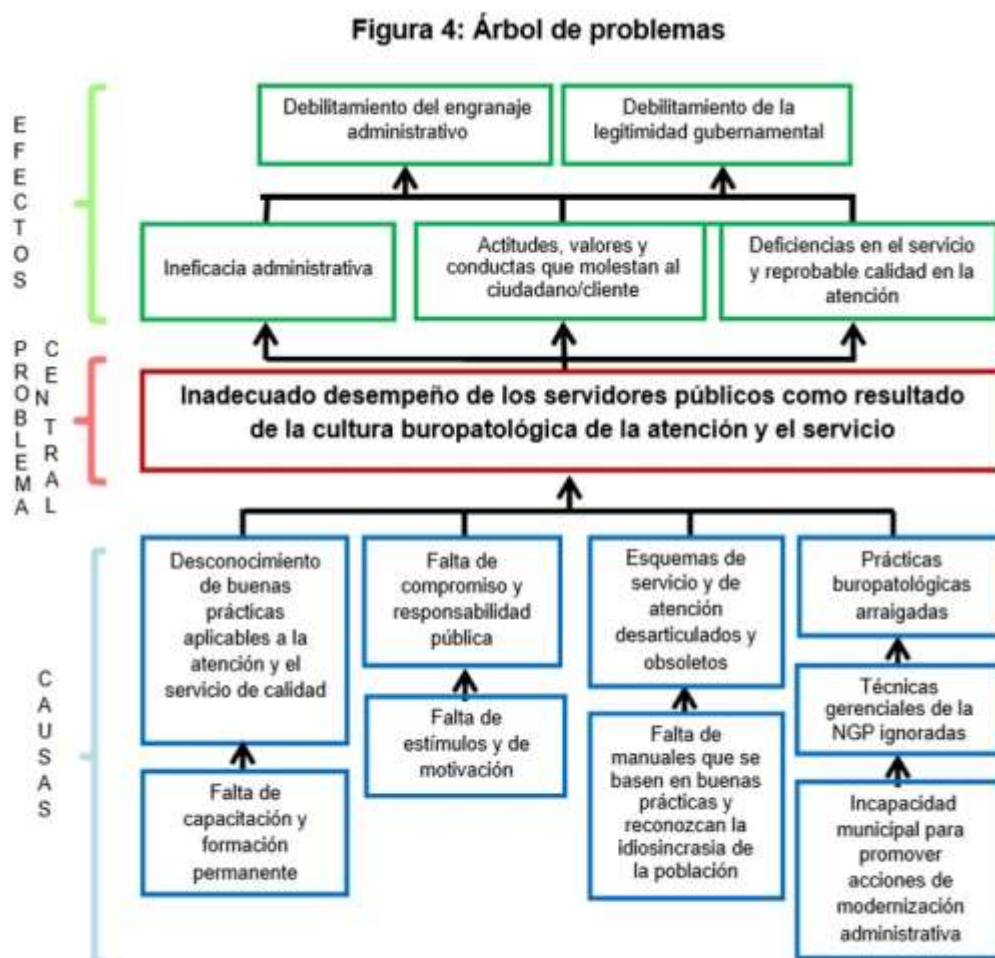 Figura 4: Árbol de problemas
EFECTOS
Debilitamiento del engranaje
administrativo
Debilitamiento de la
legitimidad gubernamental
Ineficacia administrativa
Actitudes, valores y
conductas que molestan al
ciudadano/cliente
Deficiencias en el servicio
y reprobable calidad en la
atención
PROBLEMA
CENTRAL
Inadecuado desempeño de los servidores públicos como resultado
de la cultura buropatológica de la atención y el servicio
CAUSAS
Desconocimiento
de buenas
prácticas
aplicables a la
atención y el
servicio de calidad
Falta de
compromiso y
responsabilidad
pública
Esquemas de
servicio y de
atención
desarticulados y
obsoletos
Prácticas
buropatológicas
arraigadas
Falta de
capacitación y
formación
permanente
Falta de
estímulos y de
motivación
Falta de
manuales que se
basen en buenas
prácticas y
reconozcan la
idiosincrasia de
la población
Técnicas
gerenciales de la
NGP ignoradas
Incapacidad
municipal para
promover
acciones de
modernización
administrativa